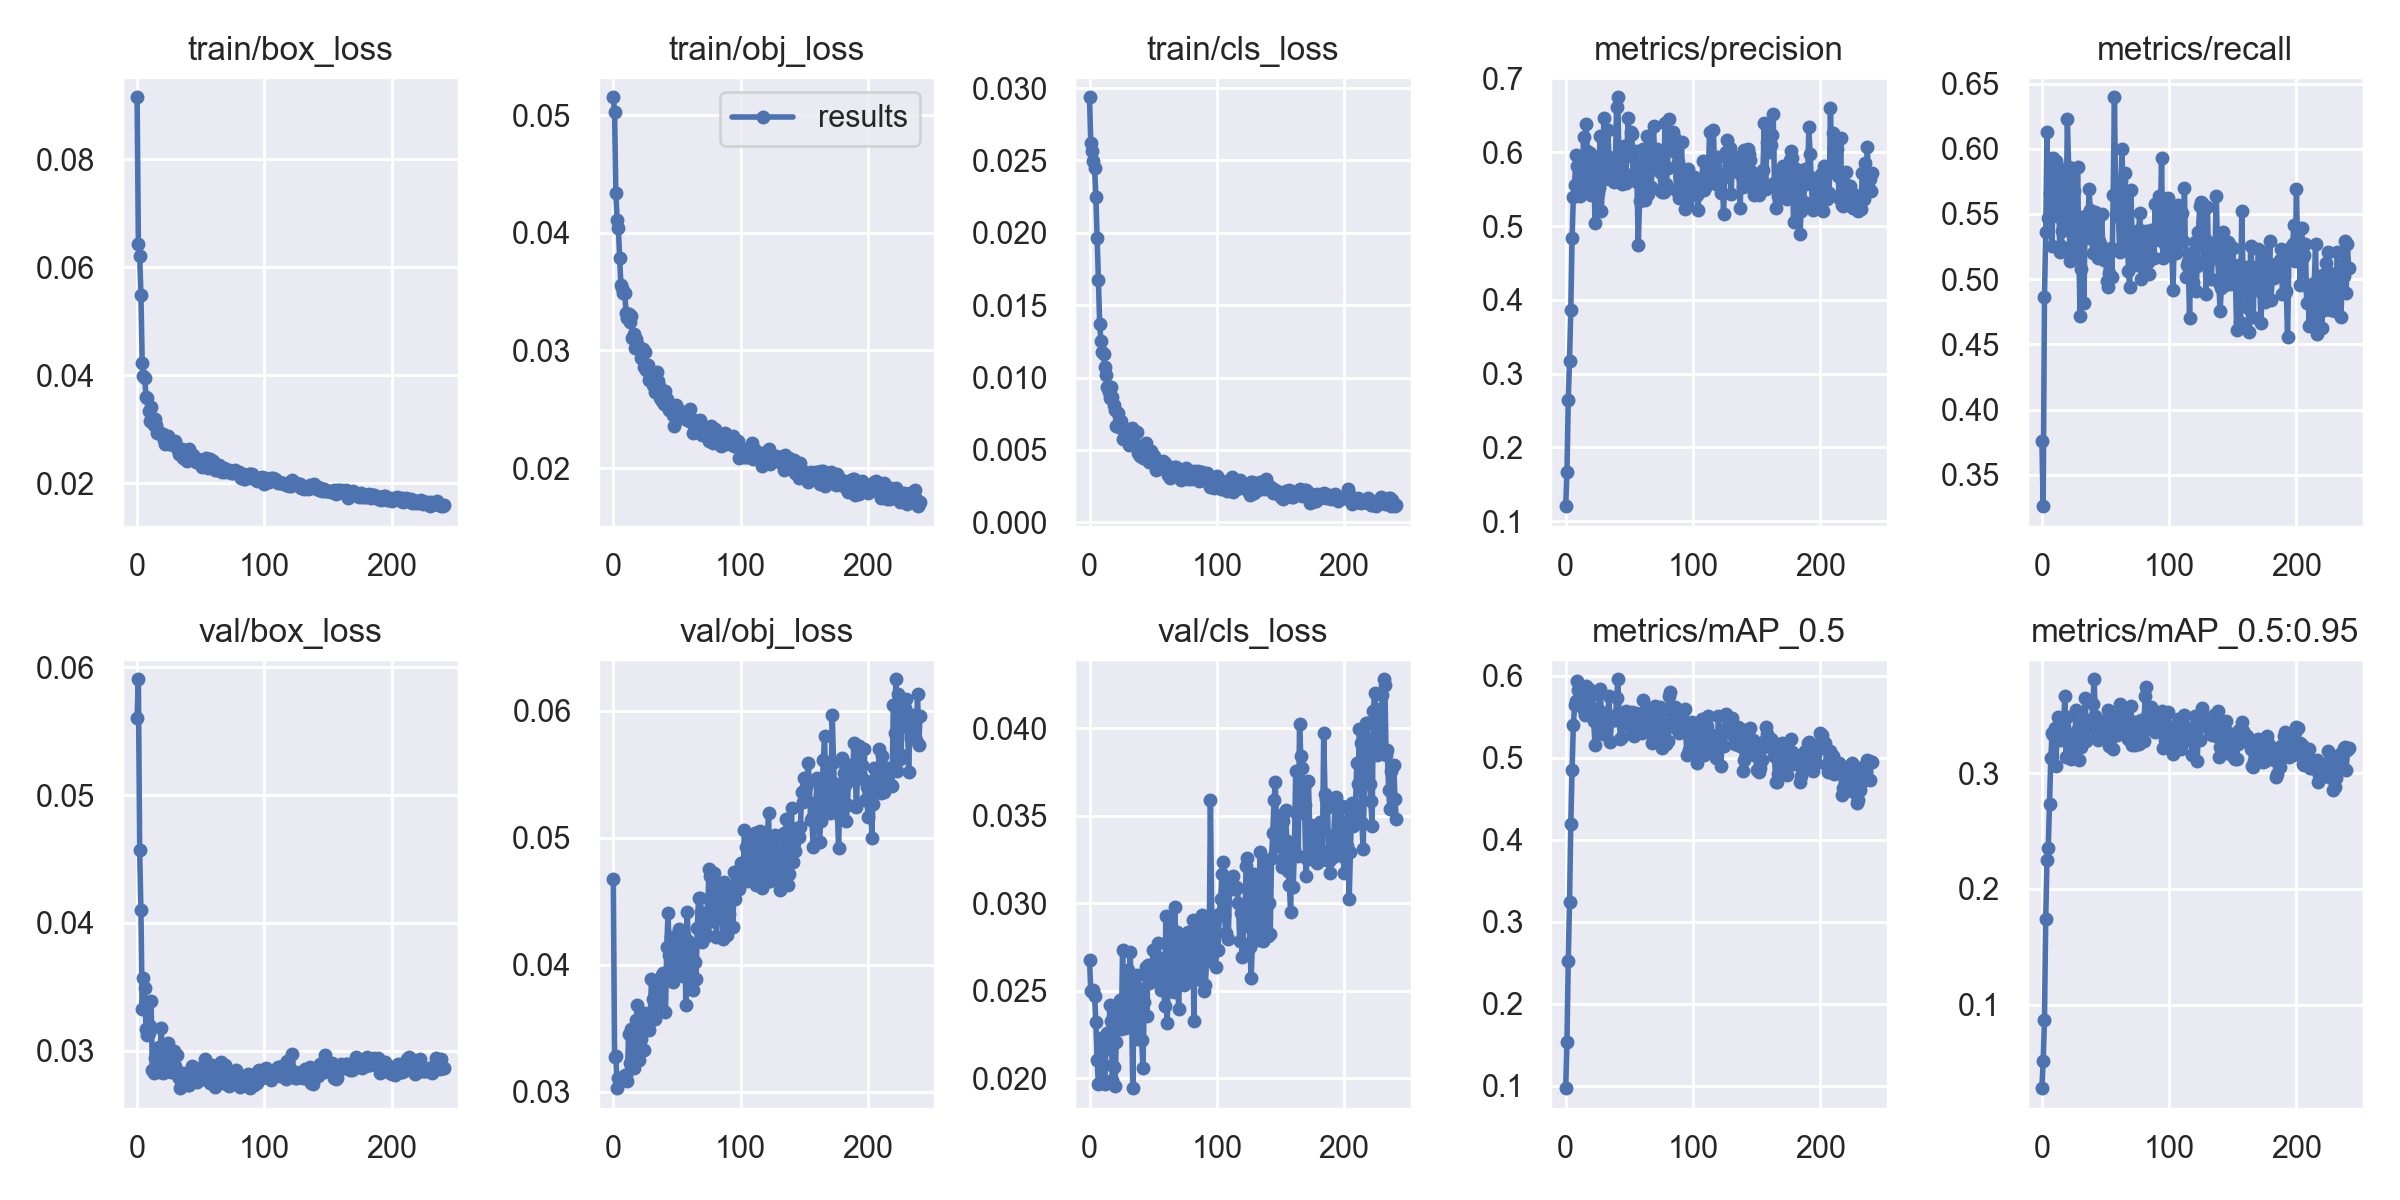 train/box_loss
0.08
0.06
0.04
0.02
0 100 200
train/obj_loss
results
0.05
0.04
0.03
0.02
0 100 200
train/cls_loss
0.030
0.025
0.020
0.015
0.010
0.005
0.000
0 100 200
metrics/precision
0.7
0.6
0.5
0.4
0.3
0.2
0.1
0 100 200
metrics/recall
0.65
0.60
0.55
0.50
0.45
0.40
0.35
0 100 200
val/box_loss
0.06
0.05
0.04
0.03
0 100 200
val/obj_loss
0.06
0.05
0.04
0.03
0 100 200
val/cls_loss
0.040
0.035
0.030
0.025
0.020
0 100 200
metrics/mAP_0.5
0.6
0.5
0.4
0.3
0.2
0.1
0 100 200
metrics/mAP_0.5:0.95
0.3
0.2
0.1
0 100 200